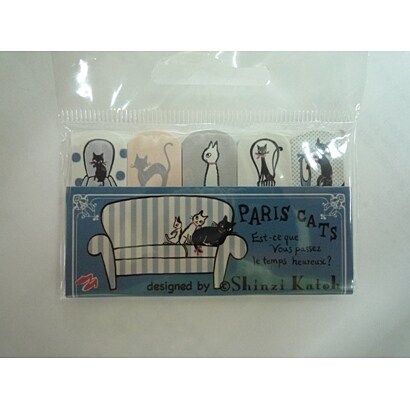 PARIS CATS
Est-ce que
Vous passez
le temps heureux?
designed by ©Shinzi Katoh